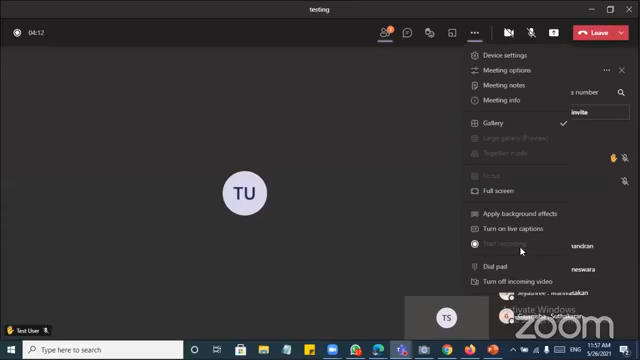 testing
04:12
1
Leave
Device settings
Meeting options
Meeting notes
Meeting info
a number
invite
Gallery
Large gallery (Preview)
Together mode
Focus
Full screen
Apply background effects
Turn on live captions
Start recording
chandran
Dial pad
neswara
Turn off incoming video
TU
TS
Activate Windows
G
zoom
Test User
Type here to search
ENG
11:57 AM
5/26/2021